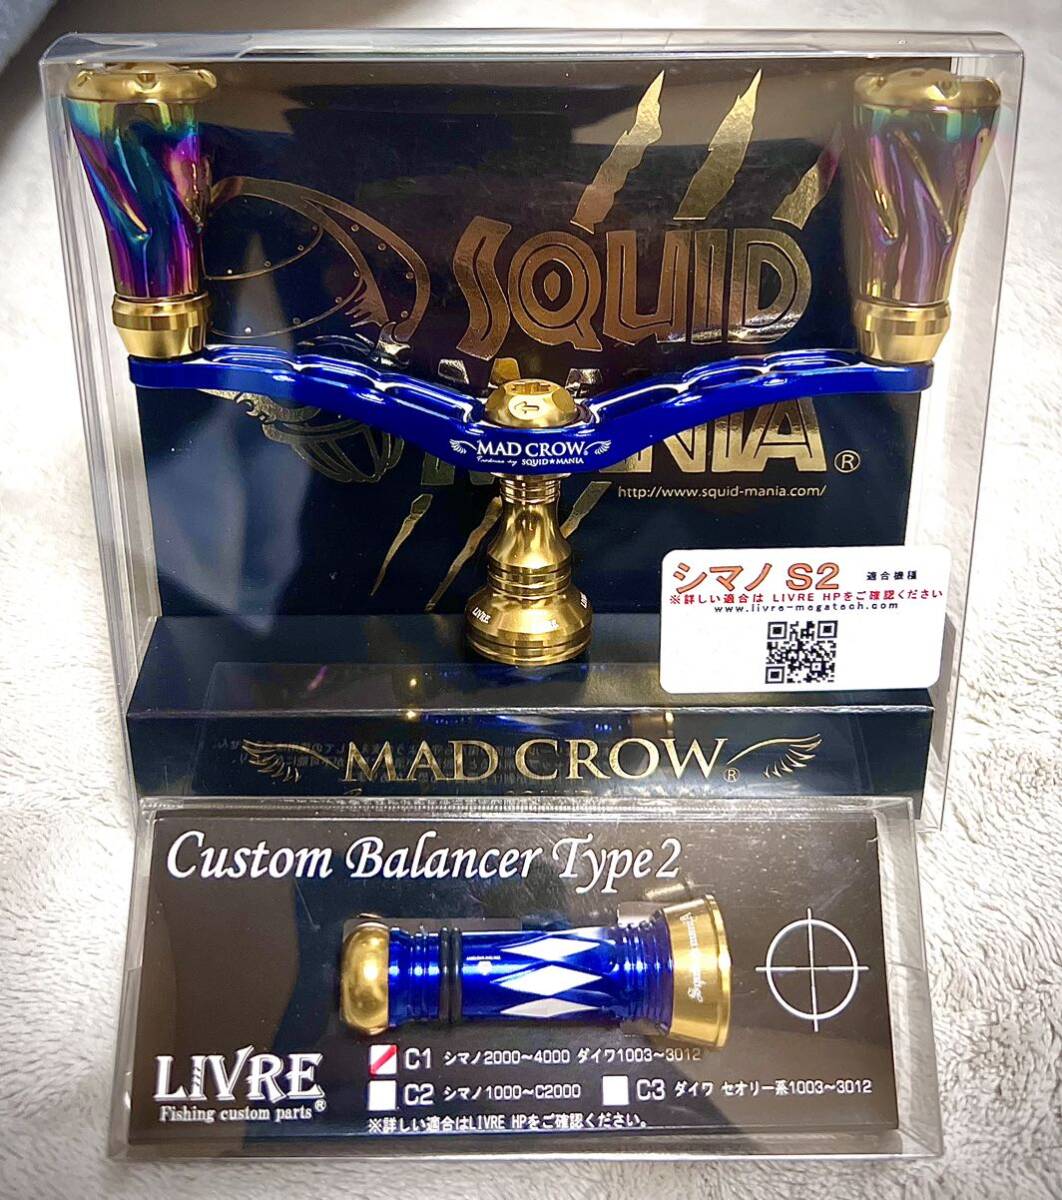 SQUID
MANIA®
http://www.squid-mania.com/
MAD CROW
Produce by SQUID★MANIA
LIVRE
シマノ S2 適合機種
※詳しい適合は LIVRE HPをご確認ください
www.livre-megatech.com
MAD CROW®
Custom Balancer Type2
Squid mania
LIVRE
Fishing custom parts®
C1 シマノ2000～4000 ダイワ1003～3012
C2 シマノ1000～C2000
C3 ダイワ セオリー系1003～3012
※詳しい適合はLIVRE HPをご確認ください。